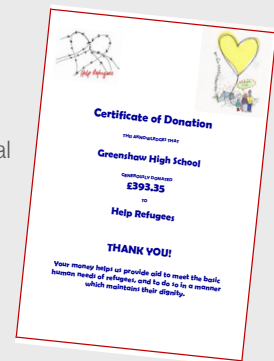 Help Refugees
al
Certificate of Donation
THIS ACKNOWLEDGES THAT
Greenshaw High School
GENEROUSLY DONATED
£393.35
TO
Help Refugees
THANK YOU!
Your money helps us provide aid to meet the basic
human needs of refugees, and to do so in a manner
which maintains their dignity.